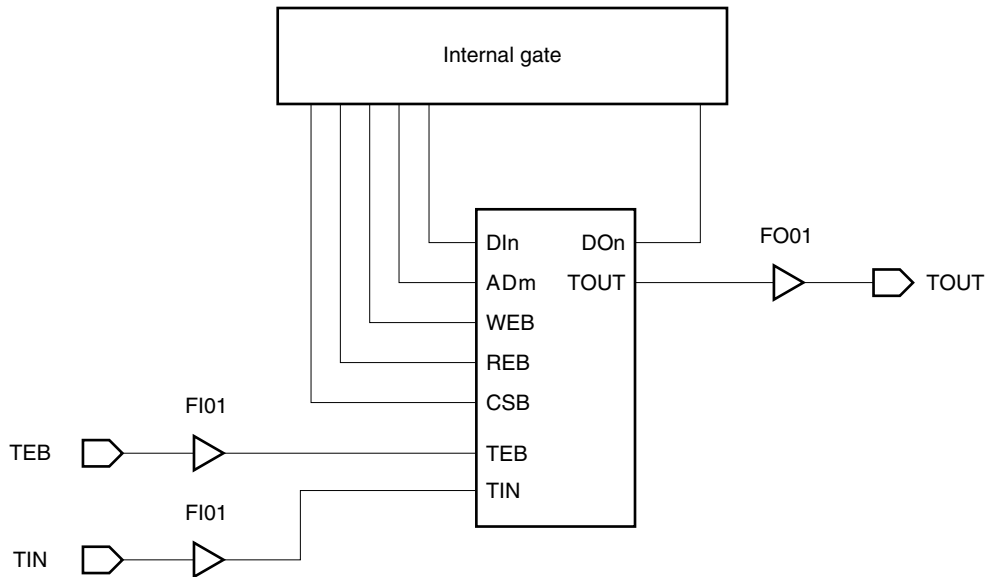 Internal gate
DIn DOn
FO01
ADm TOUT
TOUT
WEB
REB
CSB
FI01
TEB
TEB
TIN
FI01
TIN